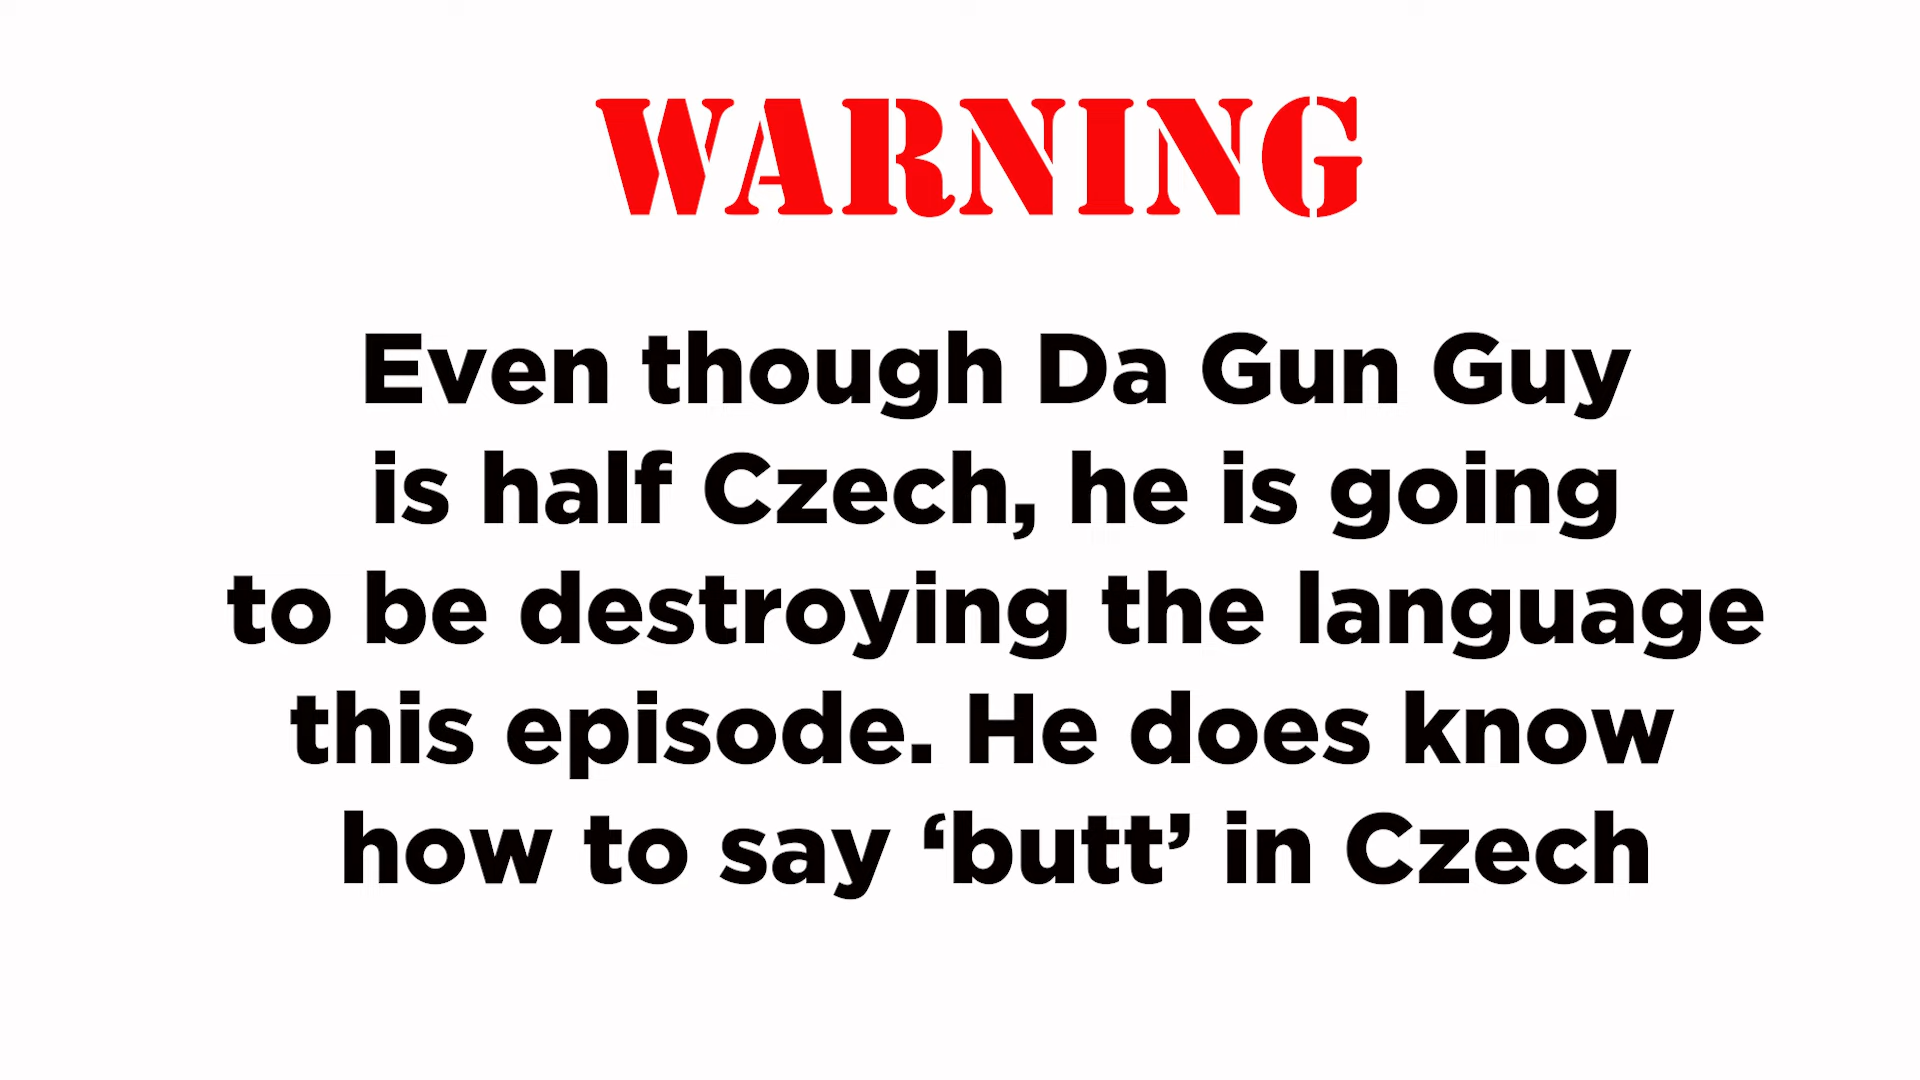 WARNING
Even though Da Gun Guy
is half Czech, he is going
to be destroying the language
this episode. He does know
how to say ‘butt’ in Czech